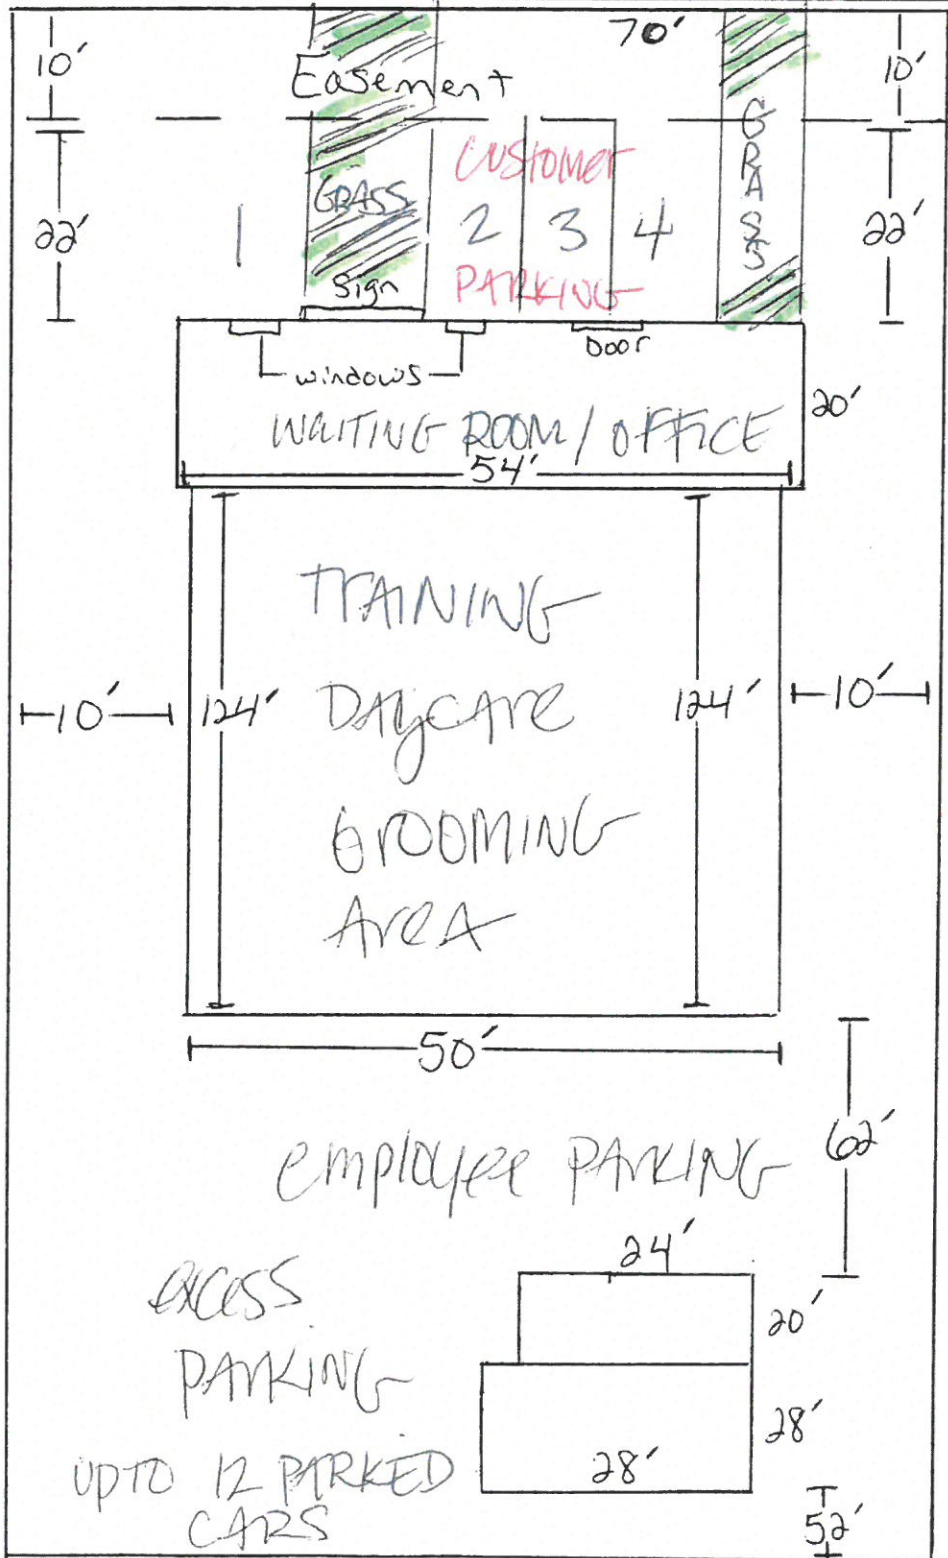 70'
10'
10'
Easement
22'
22'
CUSTOMER
GRASS
GRASS
1
2
3
4
Sign
PARKING
Door
windows
20'
WAITING ROOM / OFFICE
54'
TRAINING
10'
124'
DAYCARE
124'
10'
GROOMING
AREA
50'
employee PARKING
62'
24'
excess
20'
PARKING
28'
28'
UP TO 12 PARKED
CARS
52'